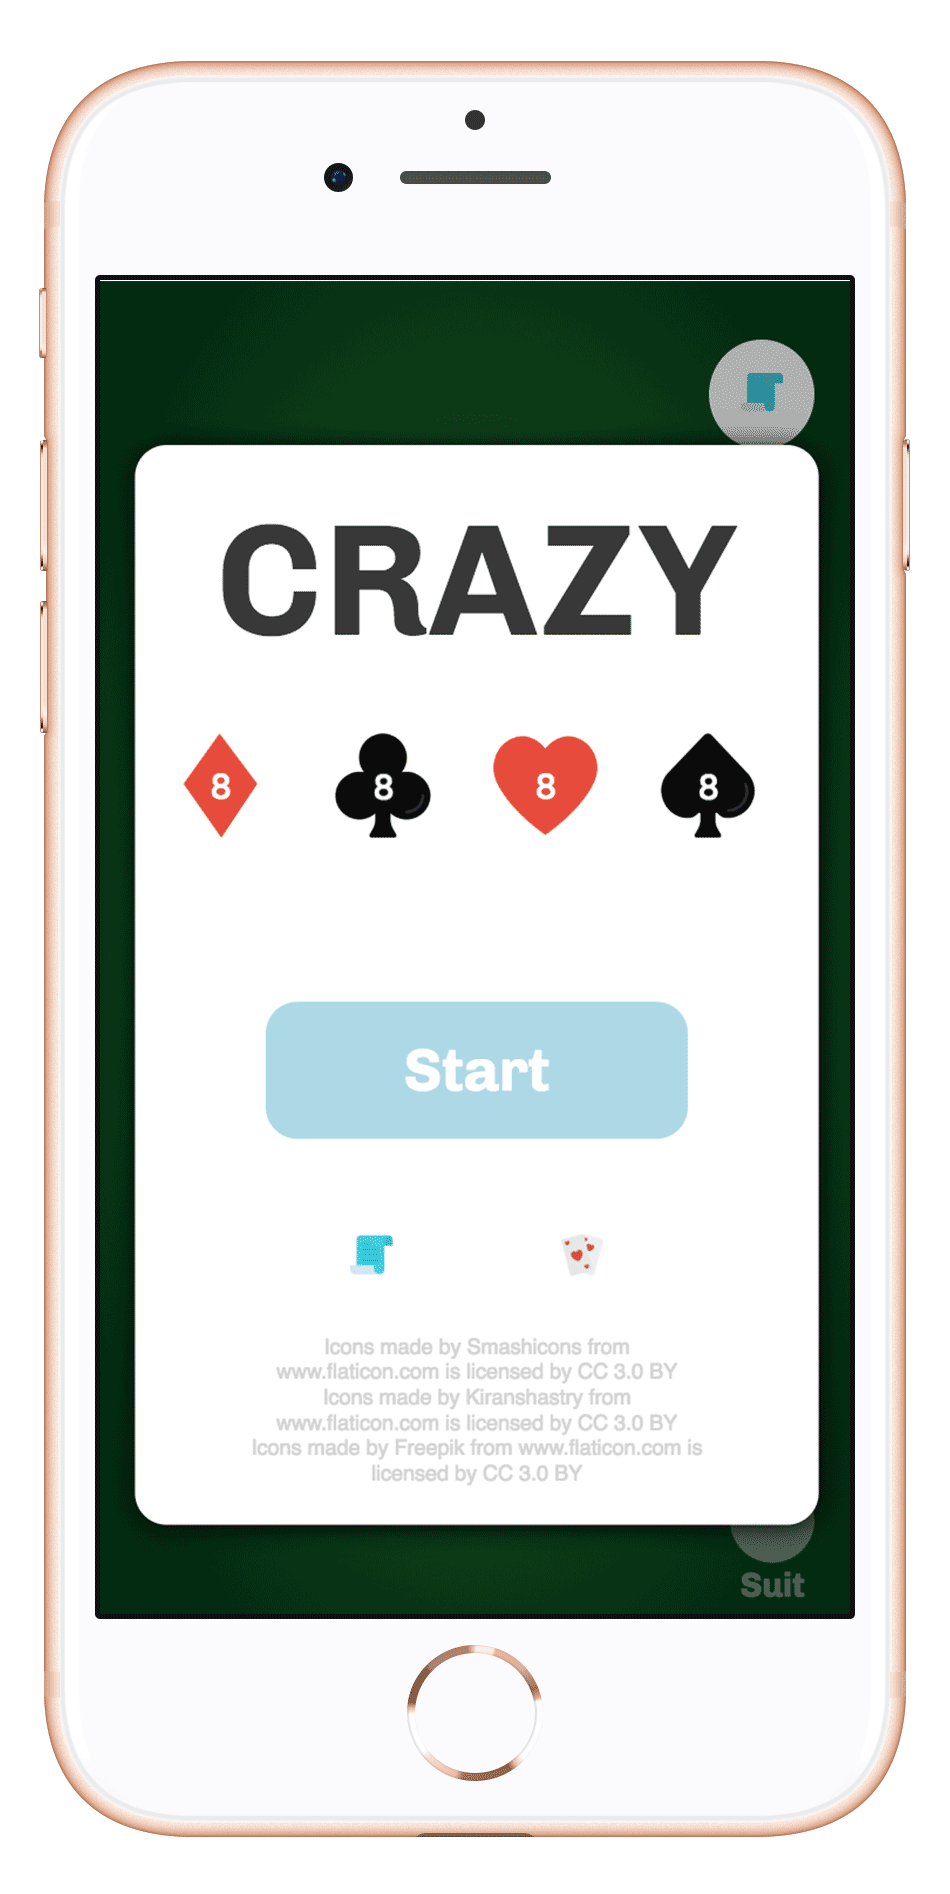 CRAZY
8 8 8 8
Start
Icons made by Smashicons from
www.flaticon.com is licensed by CC 3.0 BY
Icons made by Kiranshastry from
www.flaticon.com is licensed by CC 3.0 BY
Icons made by Freepik from www.flaticon.com is
licensed by CC 3.0 BY
Suit